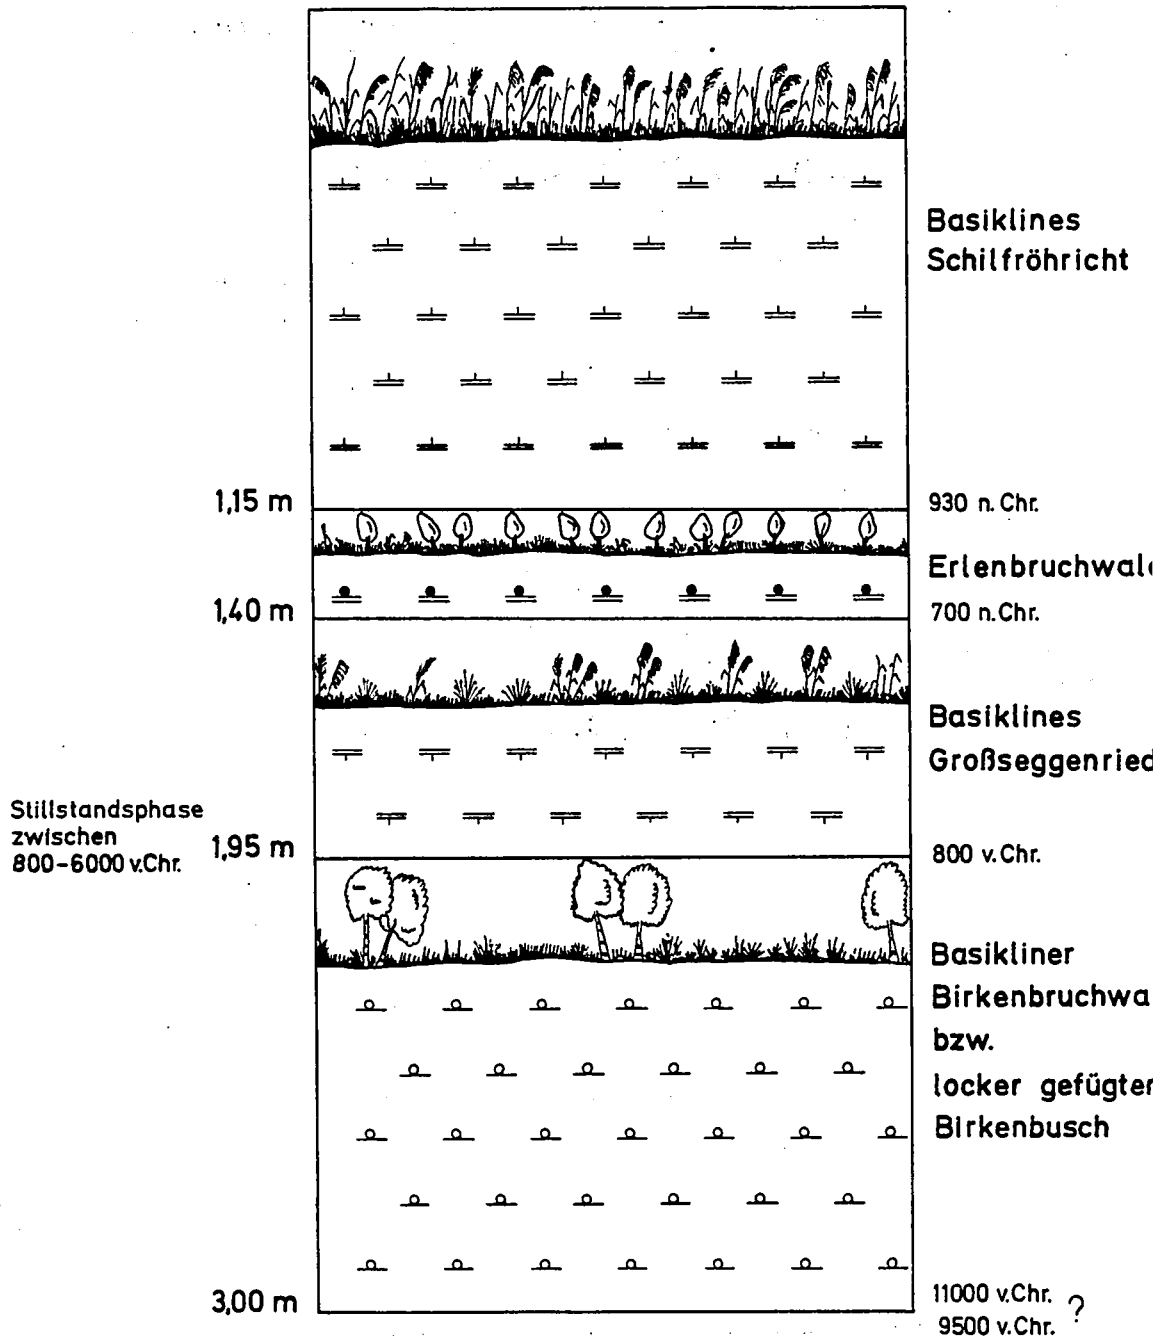 Basiklines
Schilfröhricht
1,15 m
930 n. Chr.
Erlenbruchwal
1,40 m
700 n. Chr.
Basiklines
Großseggenried
Stillstandsphase
zwischen
800-6000 v.Chr.
1,95 m
800 v. Chr.
Basikliner
Birkenbruchwa
bzw.
locker gefügter
Birkenbusch
3,00 m
11000 v.Chr. ?
9500 v.Chr.